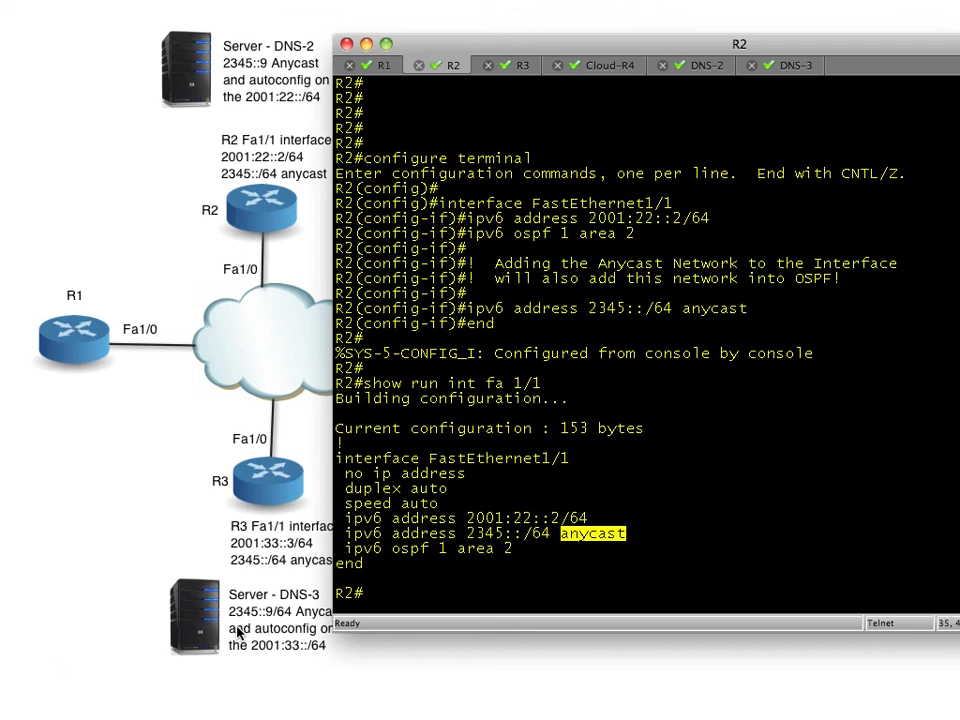 Server - DNS-2
2345::9 Anycast
and autoconfig on
the 2001:22::/64
R2 Fa1/1 interface
2001:22::2/64
2345::/64 anycast
R2
Fa1/0
R1
Fa1/0
Fa1/0
R3
R3 Fa1/1 interfac
2001:33::3/64
2345::/64 anycas
Server - DNS-3
2345::9/64 Anyca
and autoconfig on
the 2001:33::/64
R2
R1
R2
R3
Cloud-R4
DNS-2
DNS-3
R2#
R2#
R2#
R2#
R2#
R2#configure terminal
Enter configuration commands, one per line.  End with CNTL/Z.
R2(config)#
R2(config)#interface FastEthernet1/1
R2(config-if)#ipv6 address 2001:22::2/64
R2(config-if)#ipv6 ospf 1 area 2
R2(config-if)#
R2(config-if)#!  Adding the Anycast Network to the Interface
R2(config-if)#!  will also add this network into OSPF!
R2(config-if)#
R2(config-if)#ipv6 address 2345::/64 anycast
R2(config-if)#end
R2#
%SYS-5-CONFIG_I: Configured from console by console
R2#
R2#show run int fa 1/1
Building configuration...
Current configuration : 153 bytes
!
interface FastEthernet1/1
no ip address
duplex auto
speed auto
ipv6 address 2001:22::2/64
ipv6 address 2345::/64 anycast
ipv6 ospf 1 area 2
end
R2#
Ready
Telnet
35, 4